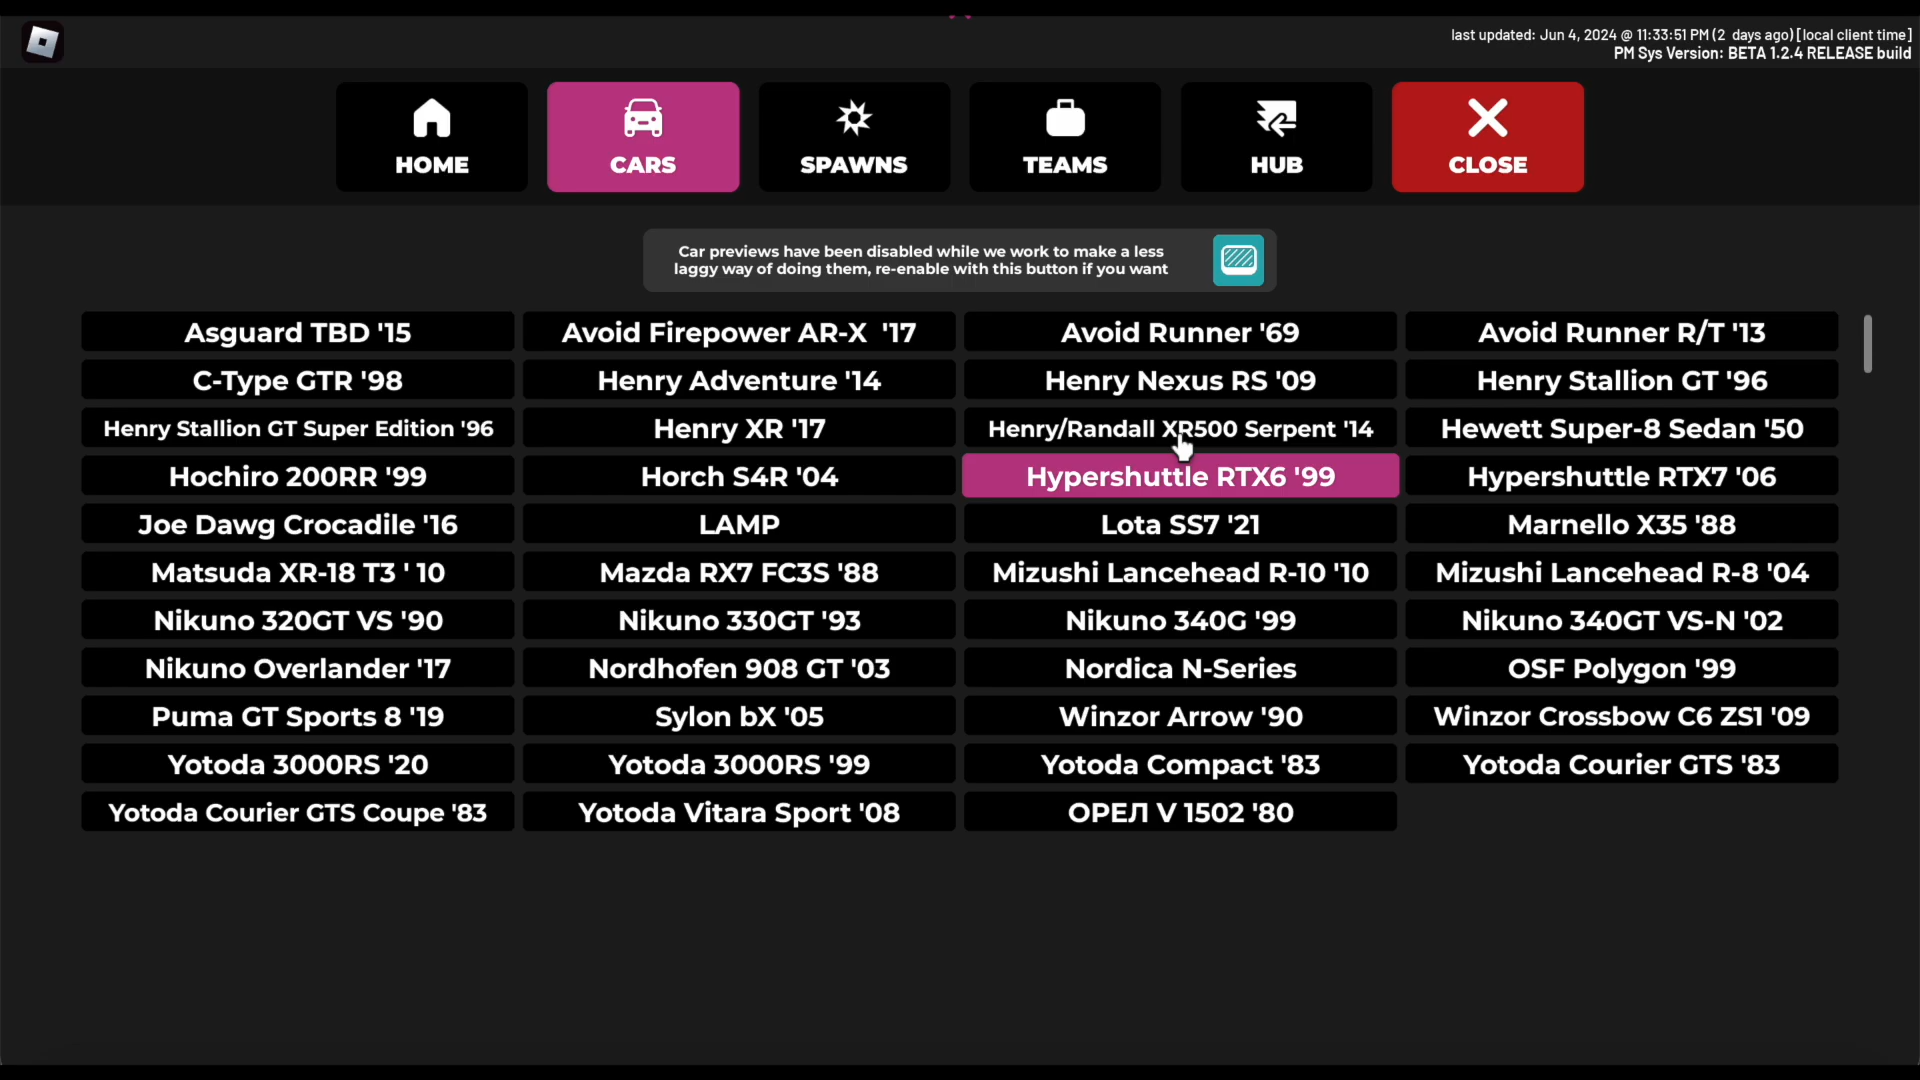 last updated: Jun 4, 2024 @ 11:33:51 PM (2  days ago) [local client time]
PM Sys Version: BETA 1.2.4 RELEASE build
HOME
CARS
SPAWNS
TEAMS
HUB
CLOSE
Car previews have been disabled while we work to make a less
laggy way of doing them, re-enable with this button if you want
Asguard TBD '15
Avoid Firepower AR-X  '17
Avoid Runner '69
Avoid Runner R/T '13
C-Type GTR '98
Henry Adventure '14
Henry Nexus RS '09
Henry Stallion GT '96
Henry Stallion GT Super Edition '96
Henry XR '17
Henry/Randall XR500 Serpent '14
Hewett Super-8 Sedan '50
Hochiro 200RR '99
Horch S4R '04
Hypershuttle RTX6 '99
Hypershuttle RTX7 '06
Joe Dawg Crocadile '16
LAMP
Lota SS7 '21
Marnello X35 '88
Matsuda XR-18 T3 ' 10
Mazda RX7 FC3S '88
Mizushi Lancehead R-10 '10
Mizushi Lancehead R-8 '04
Nikuno 320GT VS '90
Nikuno 330GT '93
Nikuno 340G '99
Nikuno 340GT VS-N '02
Nikuno Overlander '17
Nordhofen 908 GT '03
Nordica N-Series
OSF Polygon '99
Puma GT Sports 8 '19
Sylon bX '05
Winzor Arrow '90
Winzor Crossbow C6 ZS1 '09
Yotoda 3000RS '20
Yotoda 3000RS '99
Yotoda Compact '83
Yotoda Courier GTS '83
Yotoda Courier GTS Coupe '83
Yotoda Vitara Sport '08
ОРЕЛ V 1502 '80